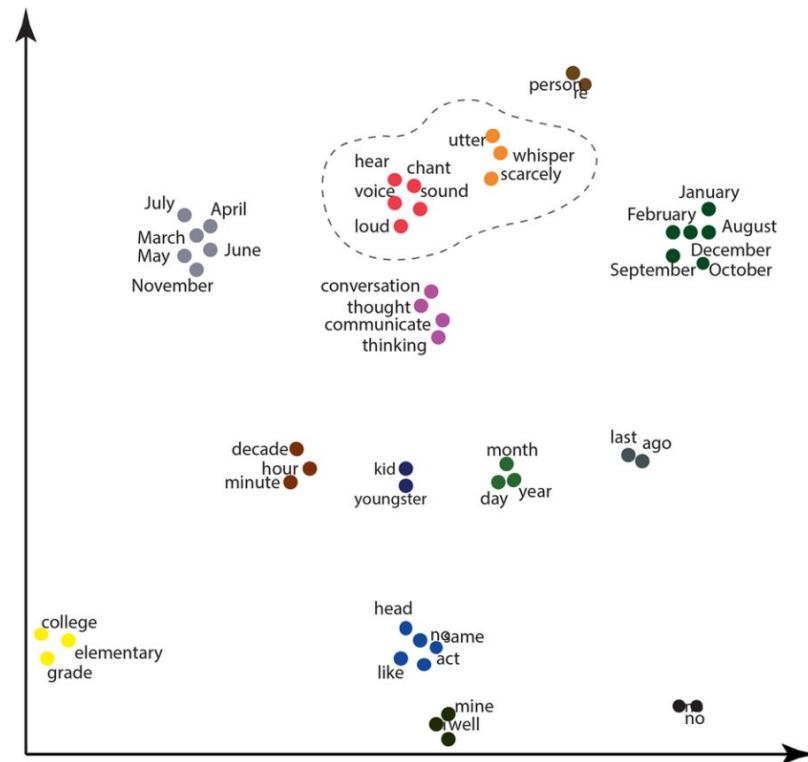 person
re
utter
whisper
scarcely
hear
chant
voice
sound
loud
July
April
March
June
May
November
January
February
August
December
September
October
conversation
thought
communicate
thinking
decade
hour
minute
kid
youngster
month
day
year
last
ago
college
elementary
grade
head
no
same
act
like
mine
well
no